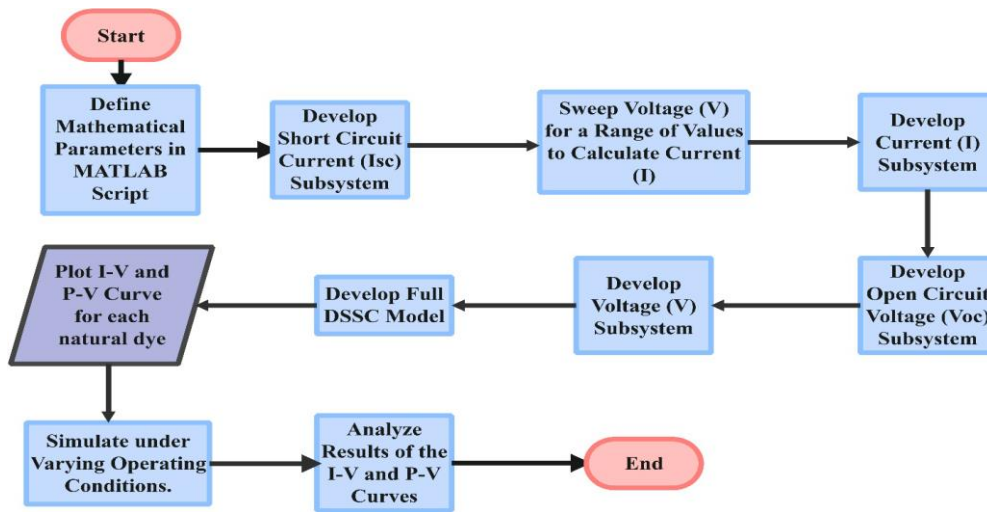 Start
Define
Mathematical
Parameters in
MATLAB
Script
Develop
Short Circuit
Current (Isc)
Subsystem
Sweep Voltage (V)
for a Range of Values
to Calculate Current
(I)
Develop
Current (I)
Subsystem
Develop
Open Circuit
Voltage (Voc)
Subsystem
Develop
Voltage (V)
Subsystem
Develop Full
DSSC Model
Plot I-V and
P-V Curve
for each
natural dye
Simulate under
Varying Operating
Conditions.
Analyze
Results of the
I-V and P-V
Curves
End